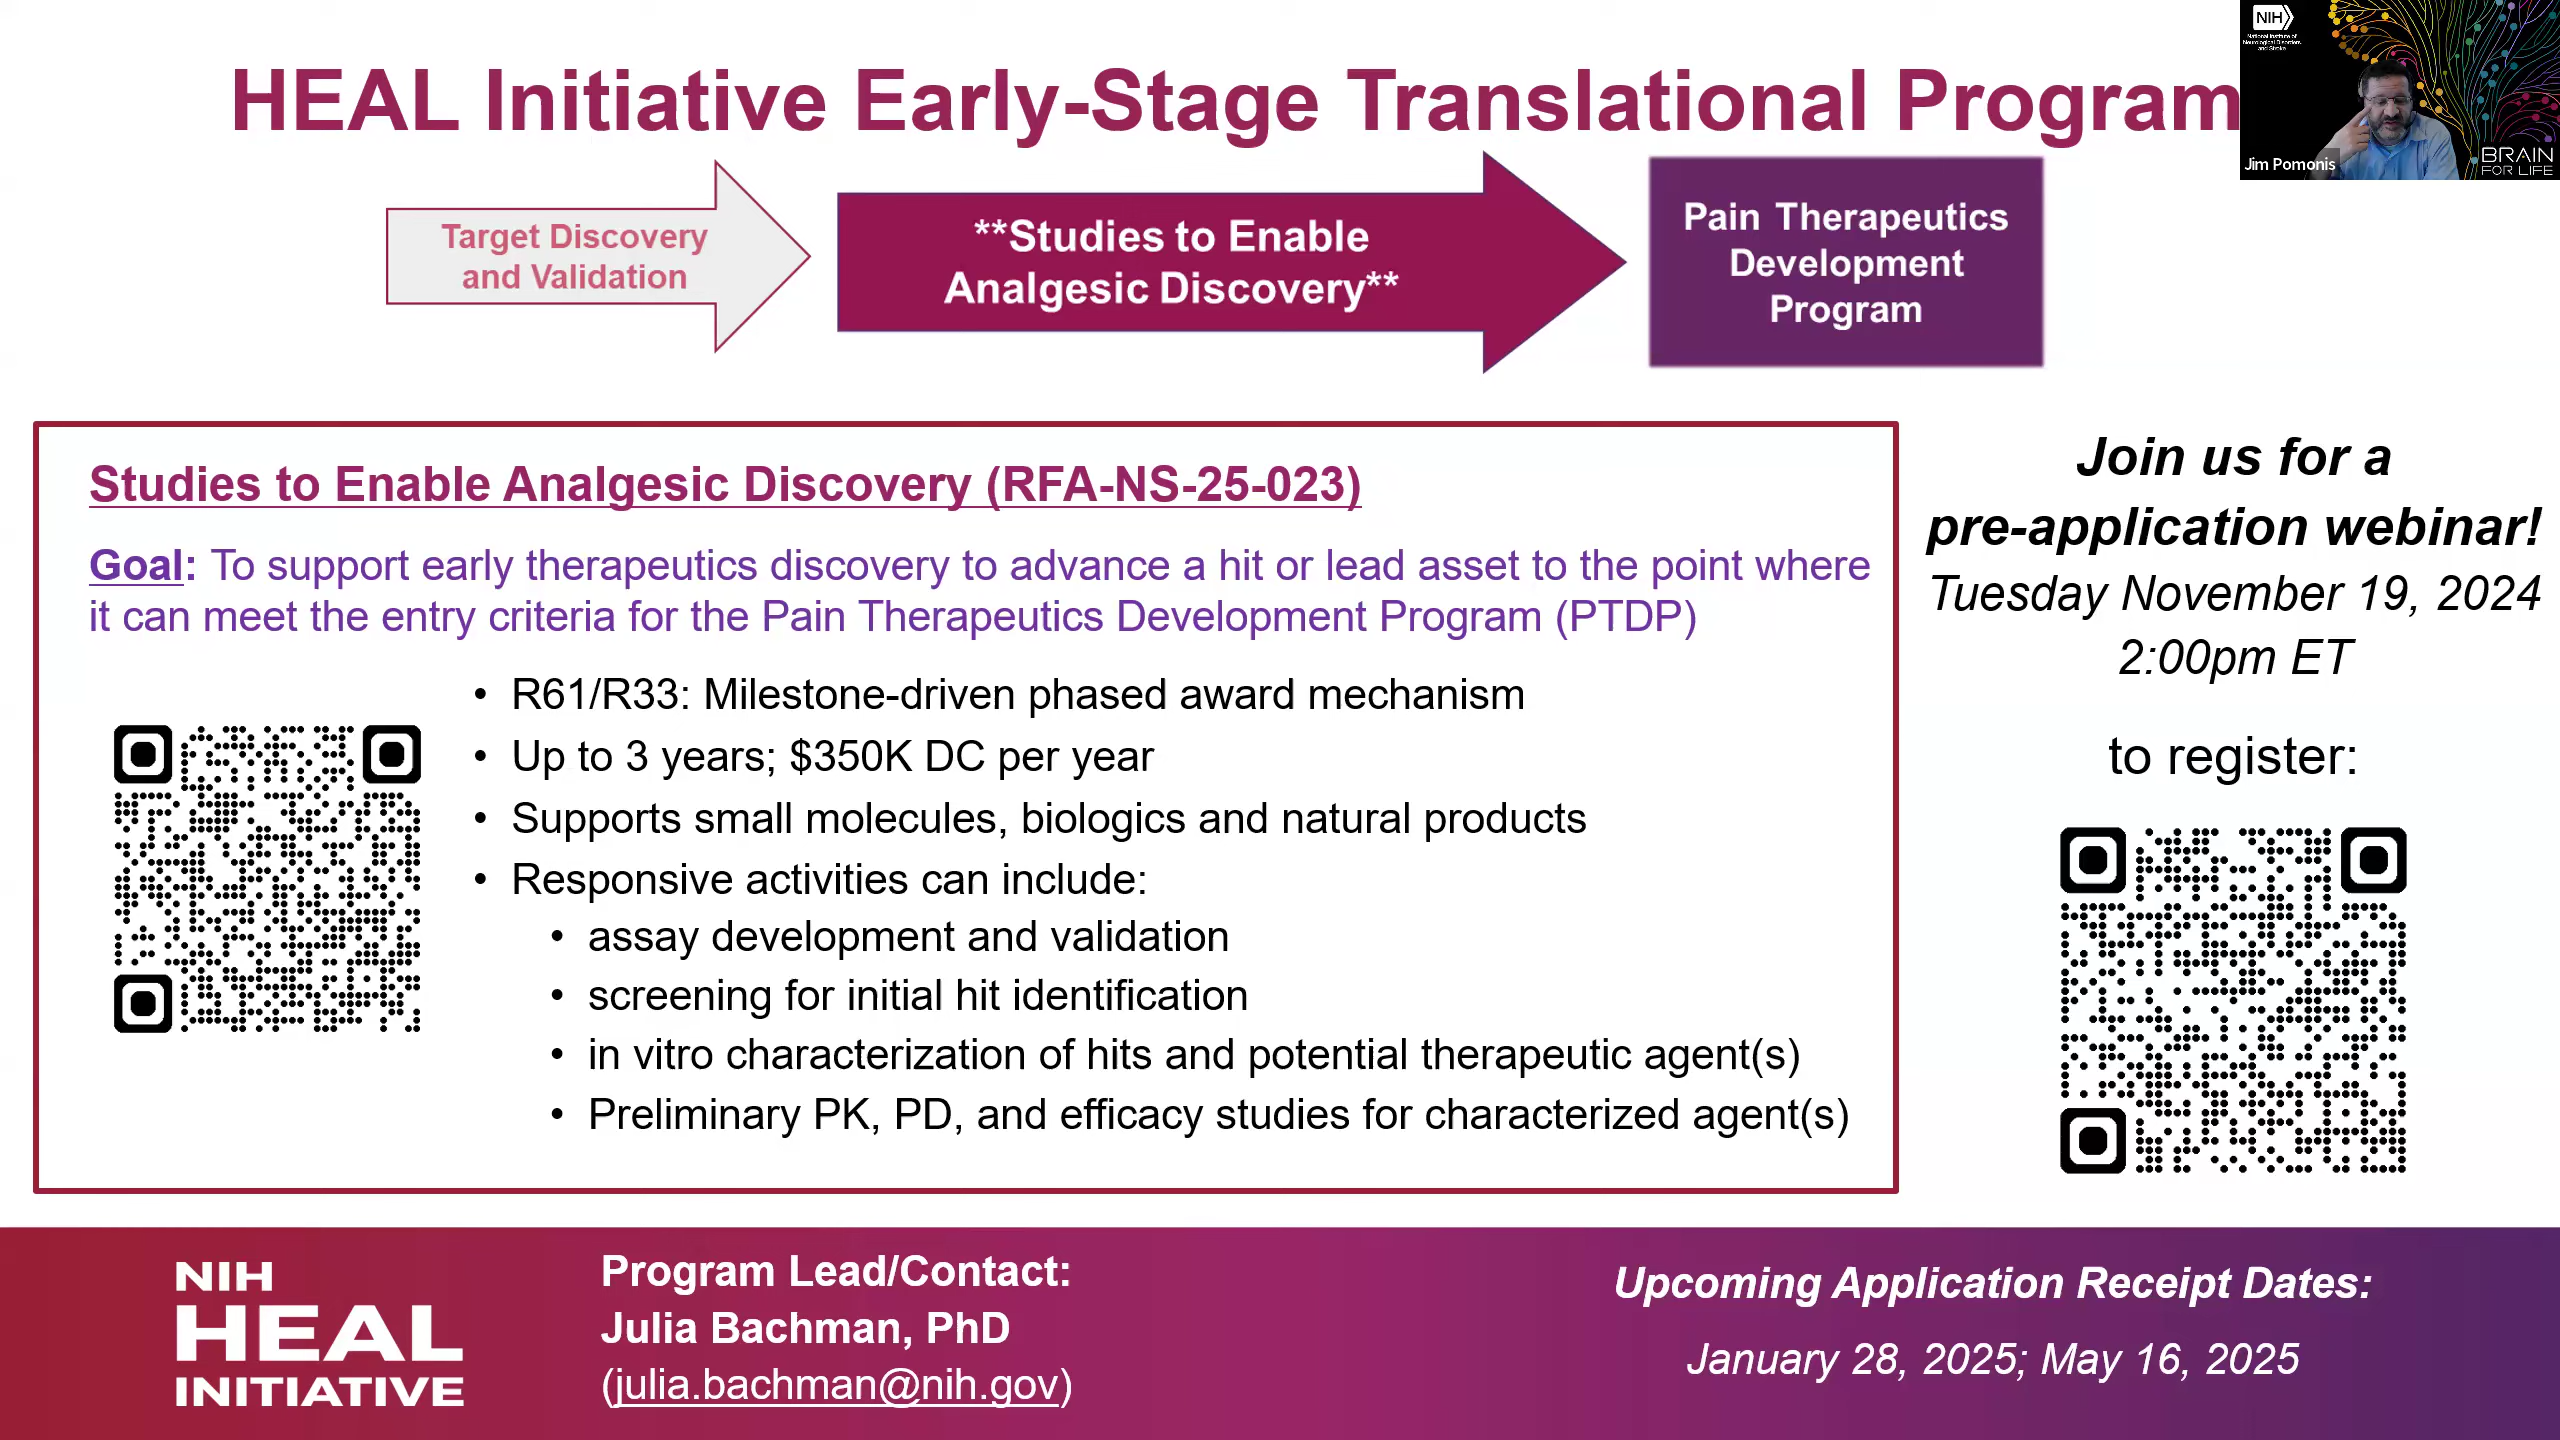 HEAL Initiative Early-Stage Translational Program
NIH
National Institute of
Neurological Disorders
and Stroke
Jim Pomonis
BRAIN
FOR LIFE
Target Discovery
and Validation
**Studies to Enable
Analgesic Discovery**
Pain Therapeutics
Development
Program
Studies to Enable Analgesic Discovery (RFA-NS-25-023)
Goal: To support early therapeutics discovery to advance a hit or lead asset to the point where
it can meet the entry criteria for the Pain Therapeutics Development Program (PTDP)
• R61/R33: Milestone-driven phased award mechanism
• Up to 3 years; $350K DC per year
• Supports small molecules, biologics and natural products
• Responsive activities can include:
• assay development and validation
• screening for initial hit identification
• in vitro characterization of hits and potential therapeutic agent(s)
• Preliminary PK, PD, and efficacy studies for characterized agent(s)
Join us for a
pre-application webinar!
Tuesday November 19, 2024
2:00pm ET
to register:
NIH
HEAL
INITIATIVE
Program Lead/Contact:
Julia Bachman, PhD
(julia.bachman@nih.gov)
Upcoming Application Receipt Dates:
January 28, 2025; May 16, 2025